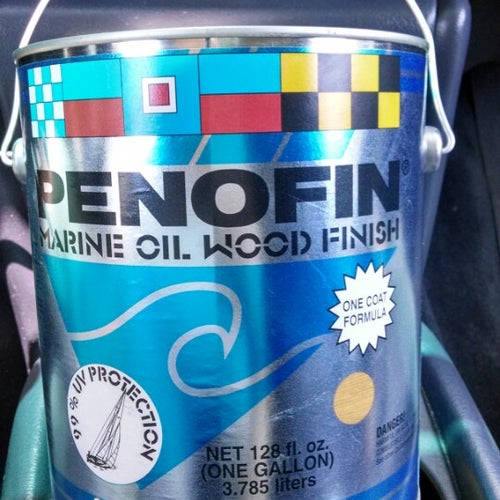 PENOFIN®
MARINE OIL WOOD FINISH
ONE COAT
FORMULA
99% UV PROTECTION
DANGER!
NET 128 fl. oz.
(ONE GALLON)
3.785 liters